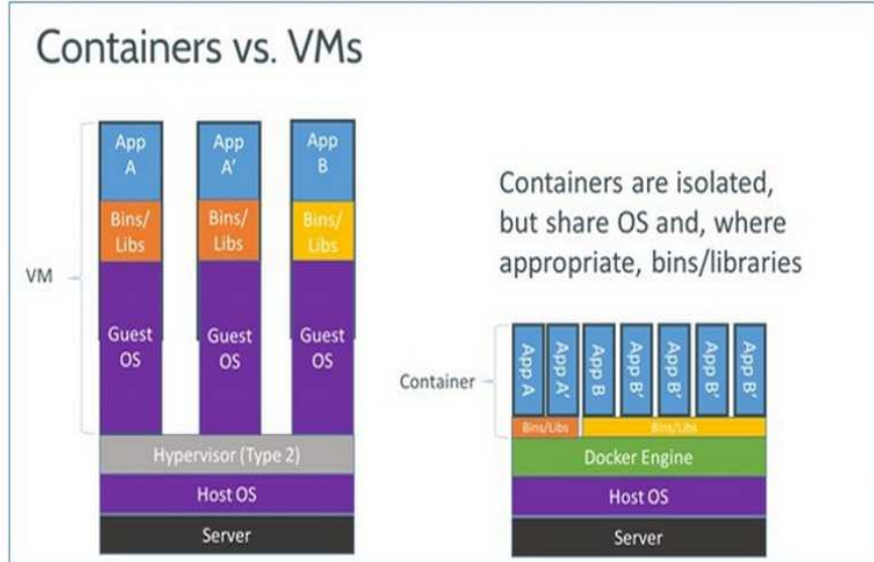 Containers vs. VMs
App
A
App
A'
App
B
Bins/
Libs
Bins/
Libs
Bins/
Libs
VM
Guest
OS
Guest
OS
Guest
OS
Hypervisor (Type 2)
Host OS
Server
Containers are isolated,
but share OS and, where
appropriate, bins/libraries
Container
App A
App A'
App B
App B'
App B'
App B'
App B'
Bins/Libs
Bins/Libs
Docker Engine
Host OS
Server